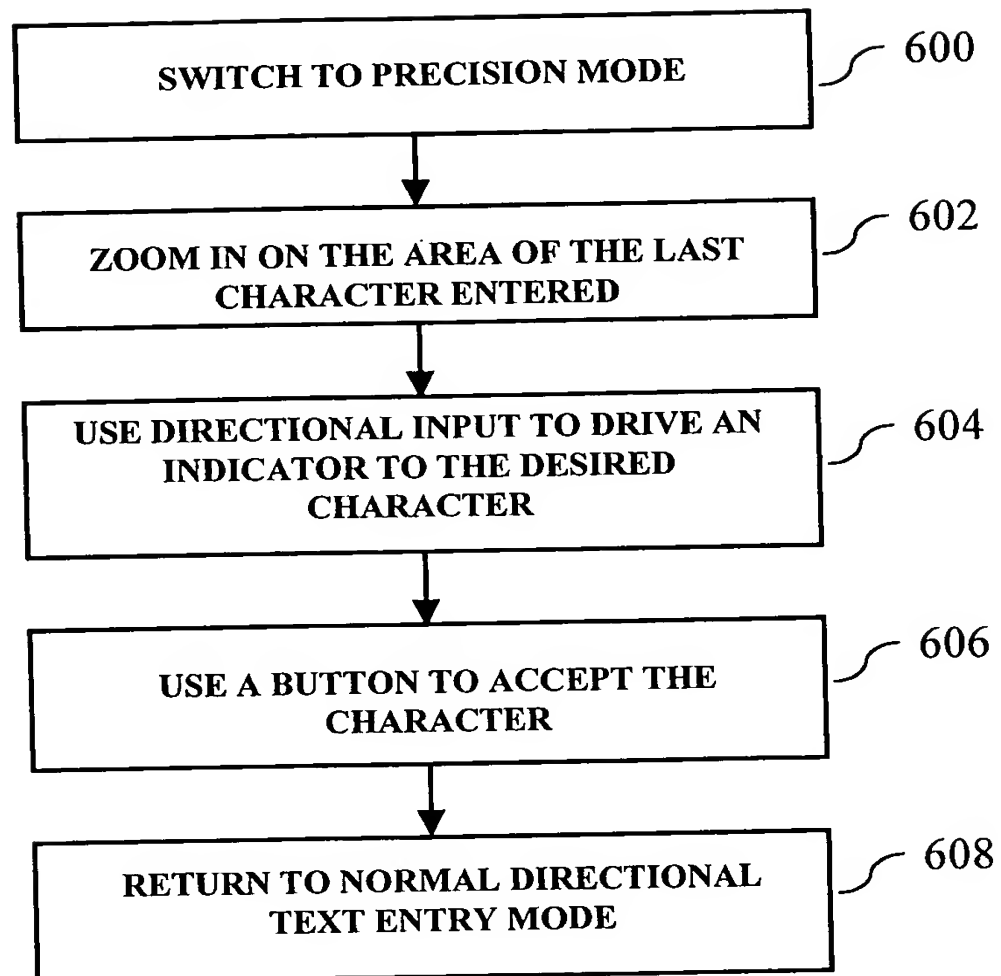 SWITCH TO PRECISION MODE
600
ZOOM IN ON THE AREA OF THE LAST
CHARACTER ENTERED
602
USE DIRECTIONAL INPUT TO DRIVE AN
INDICATOR TO THE DESIRED
CHARACTER
604
USE A BUTTON TO ACCEPT THE
CHARACTER
606
RETURN TO NORMAL DIRECTIONAL
TEXT ENTRY MODE
608